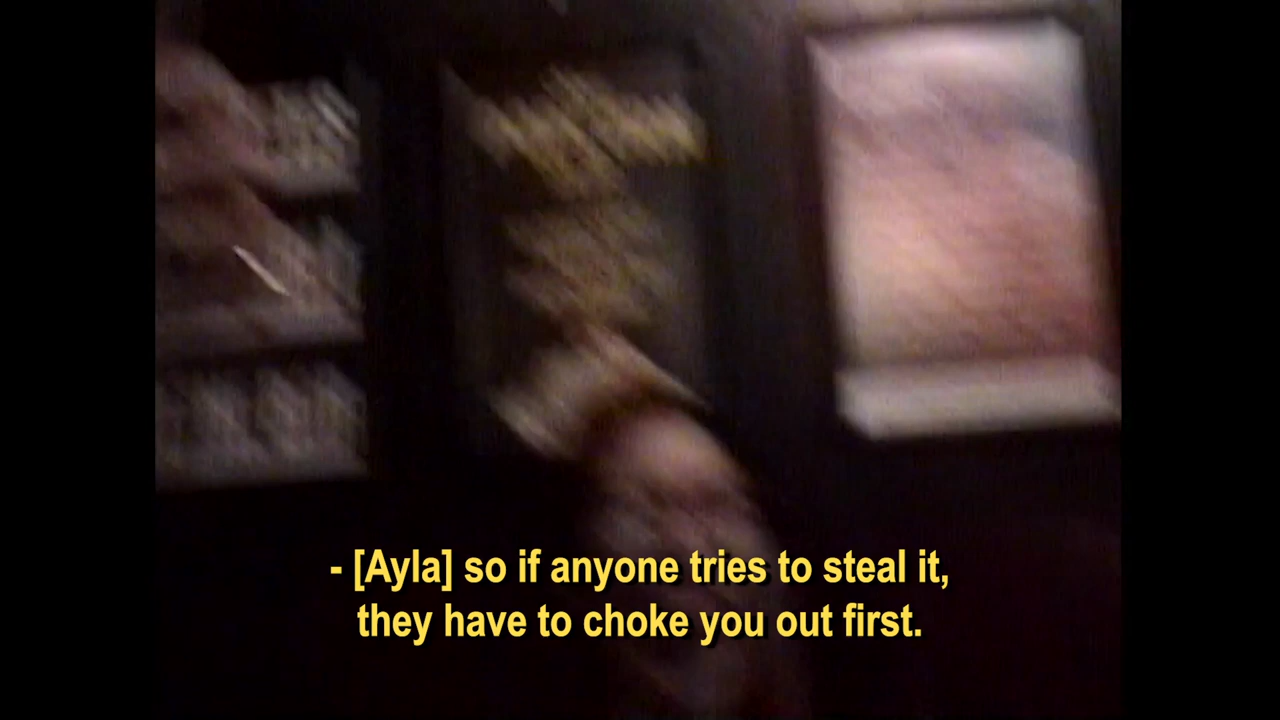 - [Ayla] so if anyone tries to steal it,
they have to choke you out first.